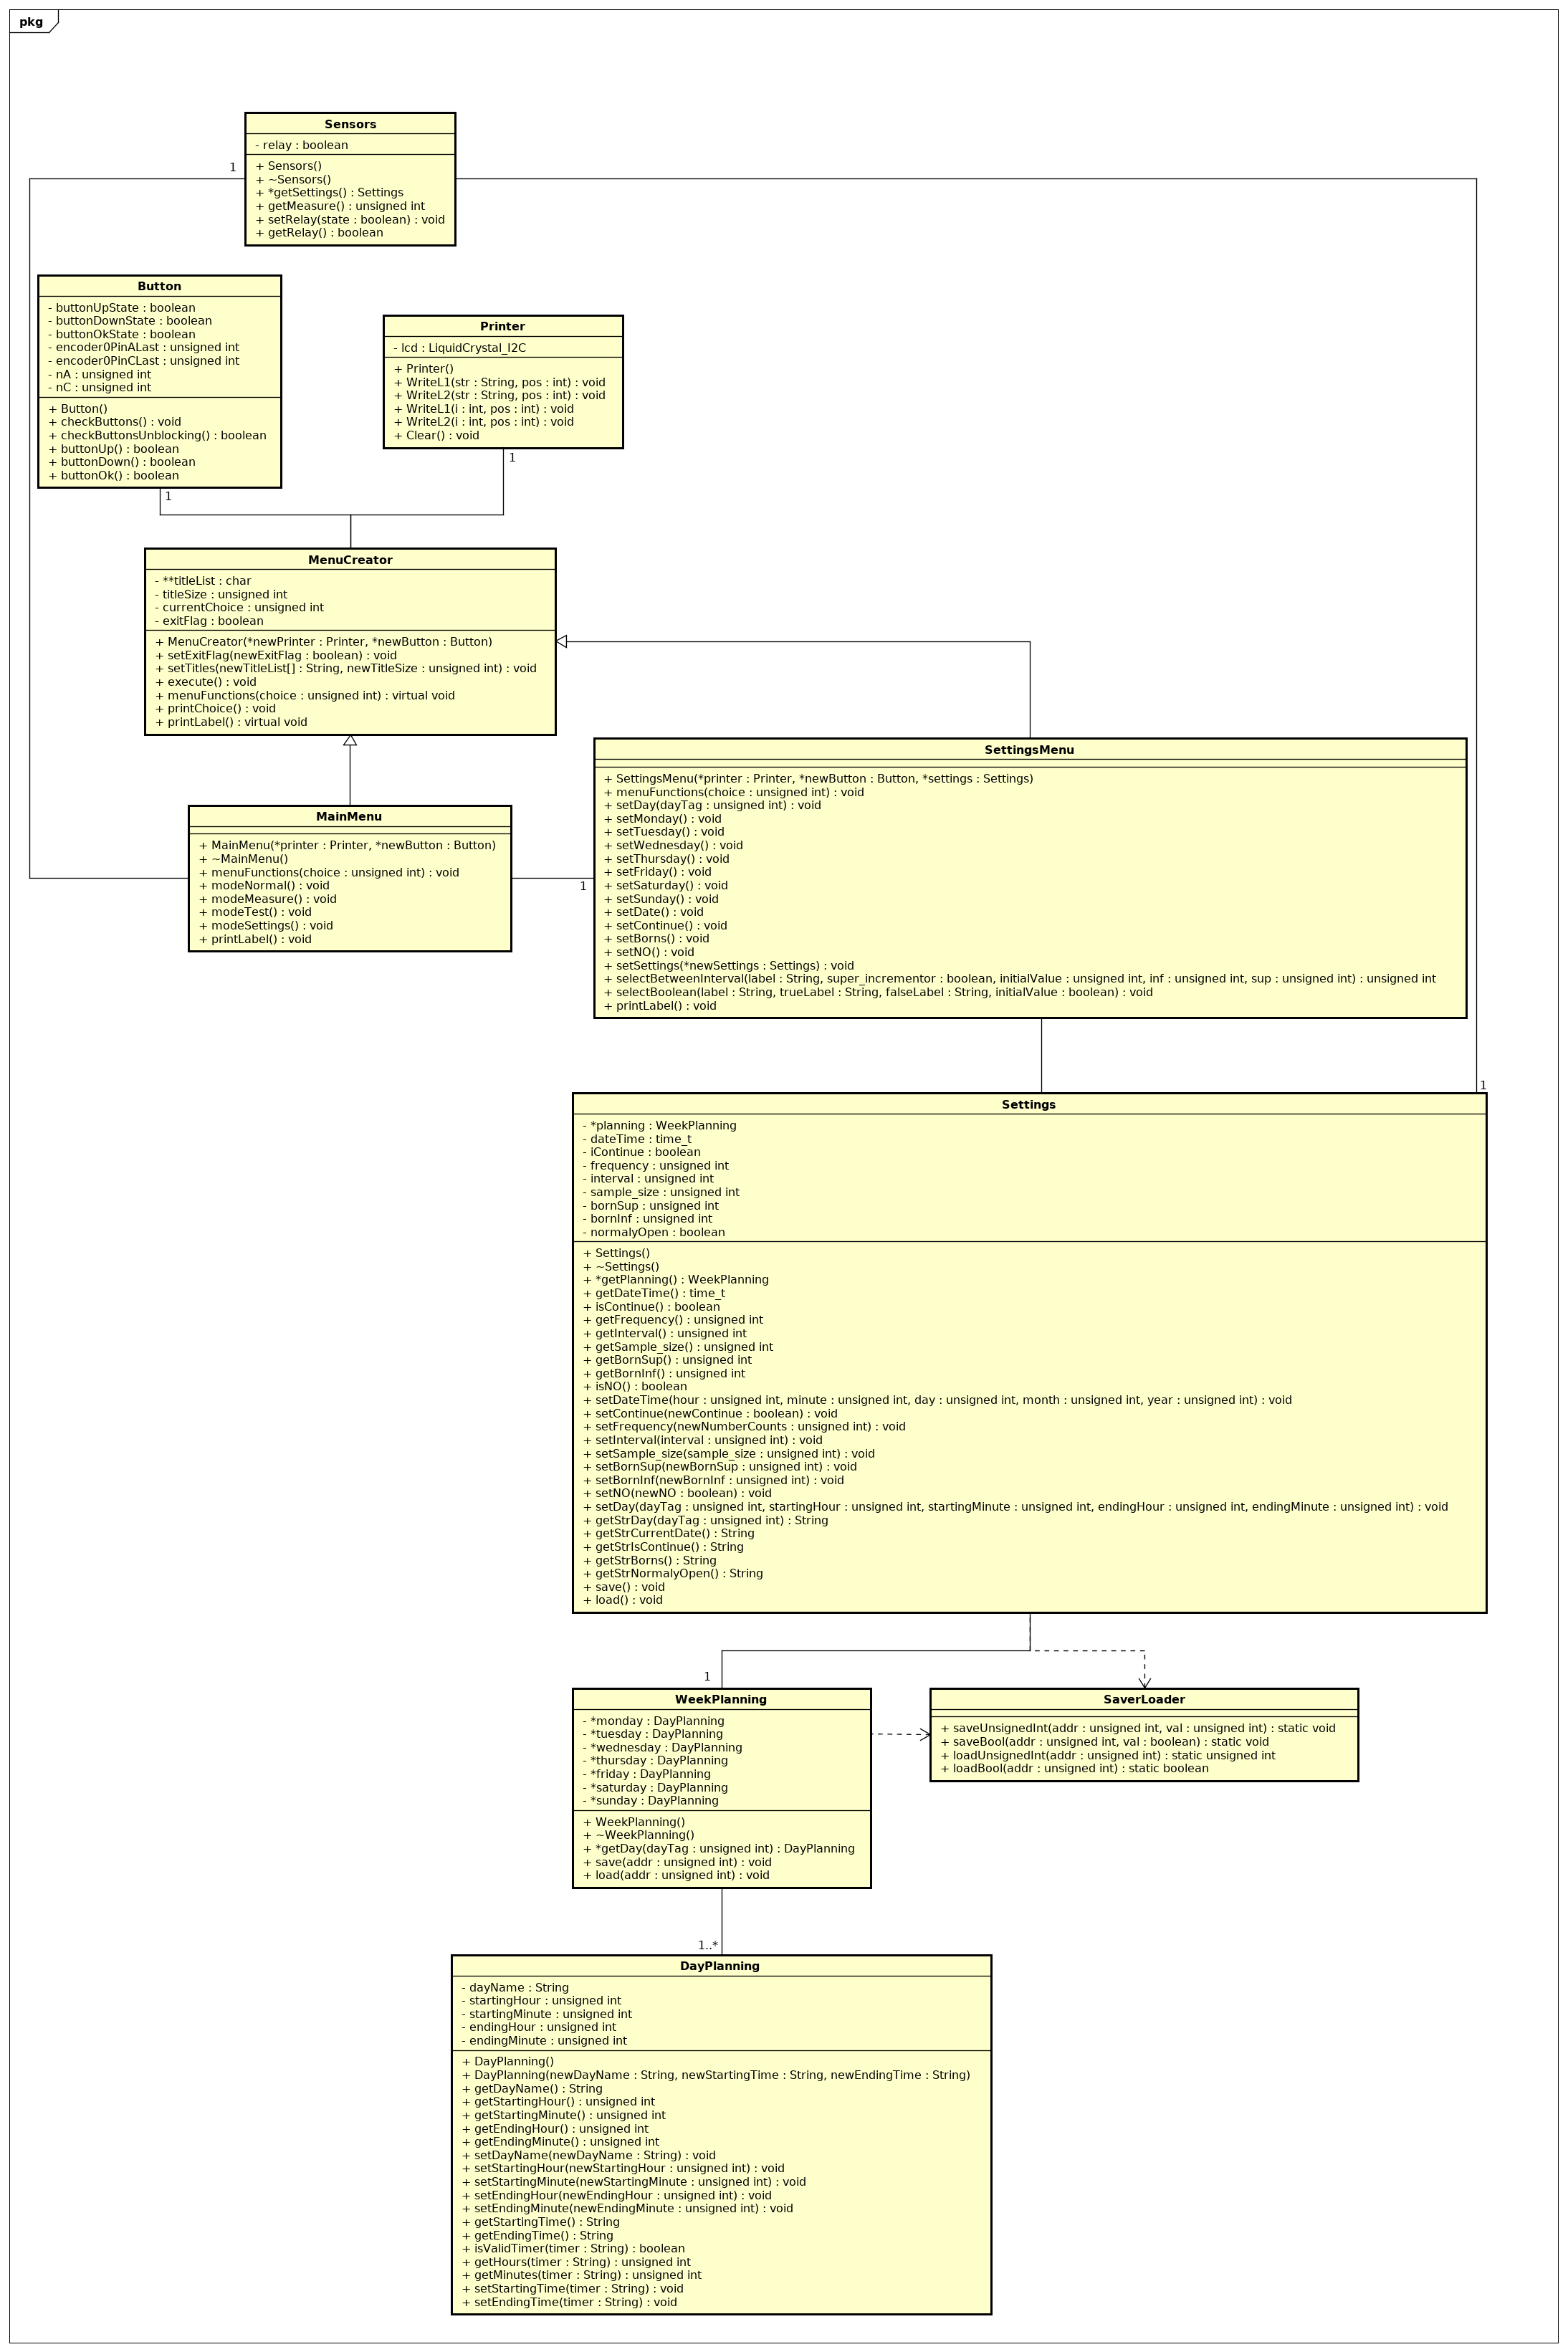 pkg
Sensors
- relay : boolean
+ Sensors()
+ ~Sensors()
+ *getSettings() : Settings
+ getMeasure() : unsigned int
+ setRelay(state : boolean) : void
+ getRelay() : boolean
1
Button
- buttonUpState : boolean
- buttonDownState : boolean
- buttonOkState : boolean
- encoder0PinALast : unsigned int
- encoder0PinCLast : unsigned int
- nA : unsigned int
- nC : unsigned int
+ Button()
+ checkButtons() : void
+ checkButtonsUnblocking() : boolean
+ buttonUp() : boolean
+ buttonDown() : boolean
+ buttonOk() : boolean
1
Printer
- lcd : LiquidCrystal_I2C
+ Printer()
+ WriteL1(str : String, pos : int) : void
+ WriteL2(str : String, pos : int) : void
+ WriteL1(i : int, pos : int) : void
+ WriteL2(i : int, pos : int) : void
+ Clear() : void
1
MenuCreator
- **titleList : char
- titleSize : unsigned int
- currentChoice : unsigned int
- exitFlag : boolean
+ MenuCreator(*newPrinter : Printer, *newButton : Button)
+ setExitFlag(newExitFlag : boolean) : void
+ setTitles(newTitleList[] : String, newTitleSize : unsigned int) : void
+ execute() : void
+ menuFunctions(choice : unsigned int) : virtual void
+ printChoice() : void
+ printLabel() : virtual void
MainMenu
+ MainMenu(*printer : Printer, *newButton : Button)
+ ~MainMenu()
+ menuFunctions(choice : unsigned int) : void
+ modeNormal() : void
+ modeMeasure() : void
+ modeTest() : void
+ modeSettings() : void
+ printLabel() : void
1
SettingsMenu
+ SettingsMenu(*printer : Printer, *newButton : Button, *settings : Settings)
+ menuFunctions(choice : unsigned int) : void
+ setDay(dayTag : unsigned int) : void
+ setMonday() : void
+ setTuesday() : void
+ setWednesday() : void
+ setThursday() : void
+ setFriday() : void
+ setSaturday() : void
+ setSunday() : void
+ setDate() : void
+ setContinue() : void
+ setBorns() : void
+ setNO() : void
+ setSettings(*newSettings : Settings) : void
+ selectBetweenInterval(label : String, super_incrementor : boolean, initialValue : unsigned int, inf : unsigned int, sup : unsigned int) : unsigned int
+ selectBoolean(label : String, trueLabel : String, falseLabel : String, initialValue : boolean) : void
+ printLabel() : void
1
Settings
- *planning : WeekPlanning
- dateTime : time_t
- iContinue : boolean
- frequency : unsigned int
- interval : unsigned int
- sample_size : unsigned int
- bornSup : unsigned int
- bornInf : unsigned int
- normalyOpen : boolean
+ Settings()
+ ~Settings()
+ *getPlanning() : WeekPlanning
+ getDateTime() : time_t
+ isContinue() : boolean
+ getFrequency() : unsigned int
+ getInterval() : unsigned int
+ getSample_size() : unsigned int
+ getBornSup() : unsigned int
+ getBornInf() : unsigned int
+ isNO() : boolean
+ setDateTime(hour : unsigned int, minute : unsigned int, day : unsigned int, month : unsigned int, year : unsigned int) : void
+ setContinue(newContinue : boolean) : void
+ setFrequency(newNumberCounts : unsigned int) : void
+ setInterval(interval : unsigned int) : void
+ setSample_size(sample_size : unsigned int) : void
+ setBornSup(newBornSup : unsigned int) : void
+ setBornInf(newBornInf : unsigned int) : void
+ setNO(newNO : boolean) : void
+ setDay(dayTag : unsigned int, startingHour : unsigned int, startingMinute : unsigned int, endingHour : unsigned int, endingMinute : unsigned int) : void
+ getStrDay(dayTag : unsigned int) : String
+ getStrCurrentDate() : String
+ getStrIsContinue() : String
+ getStrBorns() : String
+ getStrNormalyOpen() : String
+ save() : void
+ load() : void
1
WeekPlanning
- *monday : DayPlanning
- *tuesday : DayPlanning
- *wednesday : DayPlanning
- *thursday : DayPlanning
- *friday : DayPlanning
- *saturday : DayPlanning
- *sunday : DayPlanning
+ WeekPlanning()
+ ~WeekPlanning()
+ *getDay(dayTag : unsigned int) : DayPlanning
+ save(addr : unsigned int) : void
+ load(addr : unsigned int) : void
SaverLoader
+ saveUnsignedInt(addr : unsigned int, val : unsigned int) : static void
+ saveBool(addr : unsigned int, val : boolean) : static void
+ loadUnsignedInt(addr : unsigned int) : static unsigned int
+ loadBool(addr : unsigned int) : static boolean
1..*
DayPlanning
- dayName : String
- startingHour : unsigned int
- startingMinute : unsigned int
- endingHour : unsigned int
- endingMinute : unsigned int
+ DayPlanning()
+ DayPlanning(newDayName : String, newStartingTime : String, newEndingTime : String)
+ getDayName() : String
+ getStartingHour() : unsigned int
+ getStartingMinute() : unsigned int
+ getEndingHour() : unsigned int
+ getEndingMinute() : unsigned int
+ setDayName(newDayName : String) : void
+ setStartingHour(newStartingHour : unsigned int) : void
+ setStartingMinute(newStartingMinute : unsigned int) : void
+ setEndingHour(newEndingHour : unsigned int) : void
+ setEndingMinute(newEndingMinute : unsigned int) : void
+ getStartingTime() : String
+ getEndingTime() : String
+ isValidTimer(timer : String) : boolean
+ getHours(timer : String) : unsigned int
+ getMinutes(timer : String) : unsigned int
+ setStartingTime(timer : String) : void
+ setEndingTime(timer : String) : void